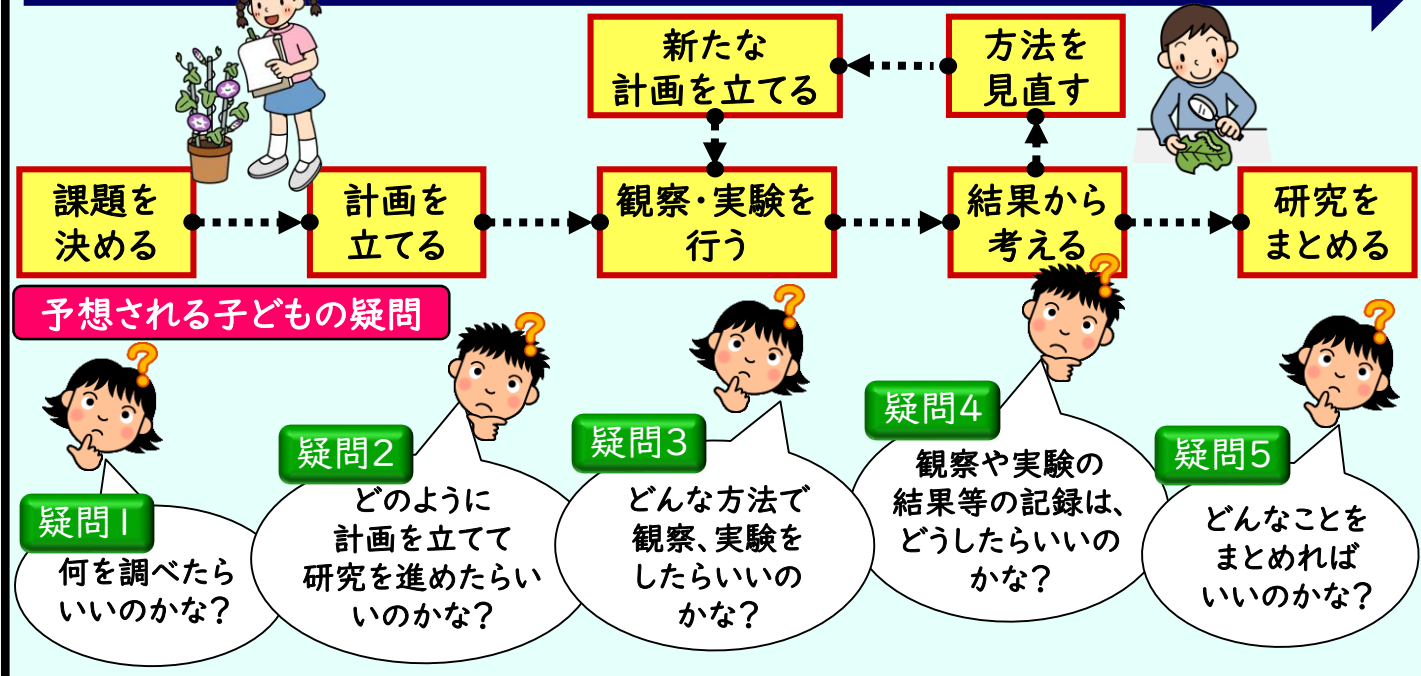 新たな
計画を立てる
方法を
見直す
課題を
決める
計画を
立てる
観察・実験を
行う
結果から
考える
研究を
まとめる
予想される子どもの疑問
疑問1
何を調べたら
いいのかな?
疑問2
どのように
計画を立てて
研究を進めたらい
いのかな?
疑問3
どんな方法で
観察、実験を
したらいいの
かな?
疑問4
観察や実験の
結果等の記録は、
どうしたらいいの
かな?
疑問5
どんなことを
まとめれば
いいのかな?